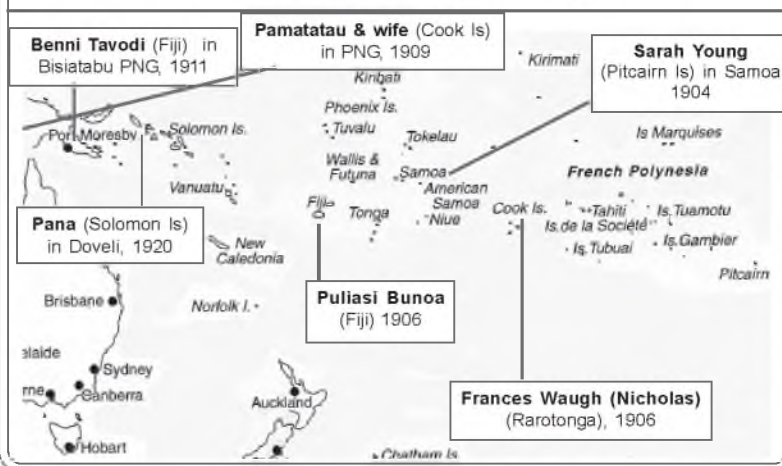 Benni Tavodi (Fiji) in
Bisiatabu PNG, 1911
Pamatatau & wife (Cook Is)
in PNG, 1909
Sarah Young
(Pitcairn Is) in Samoa
1904
Kirimati
Kiribati
Phoenix Is.
Port Moresby
Solomon Is.
Tuvalu
Tokelau
Is Marquises
Wallis &
Futuna
Samoa
French Polynesia
American
Samoa
Vanuatu
Fiji
Tonga
Niue
Cook Is.
Tahiti
Is. Tuamotu
Is. de la Société
Is. Tubuai
Is. Gambier
Pitcairn
Pana (Solomon Is)
in Doveli, 1920
New
Caledonia
Brisbane
Norfolk I.
Puliasi Bunoa
(Fiji) 1906
elaide
Sydney
rne
Canberra
Auckland
Frances Waugh (Nicholas)
(Rarotonga), 1906
Hobart
Chatham Is.